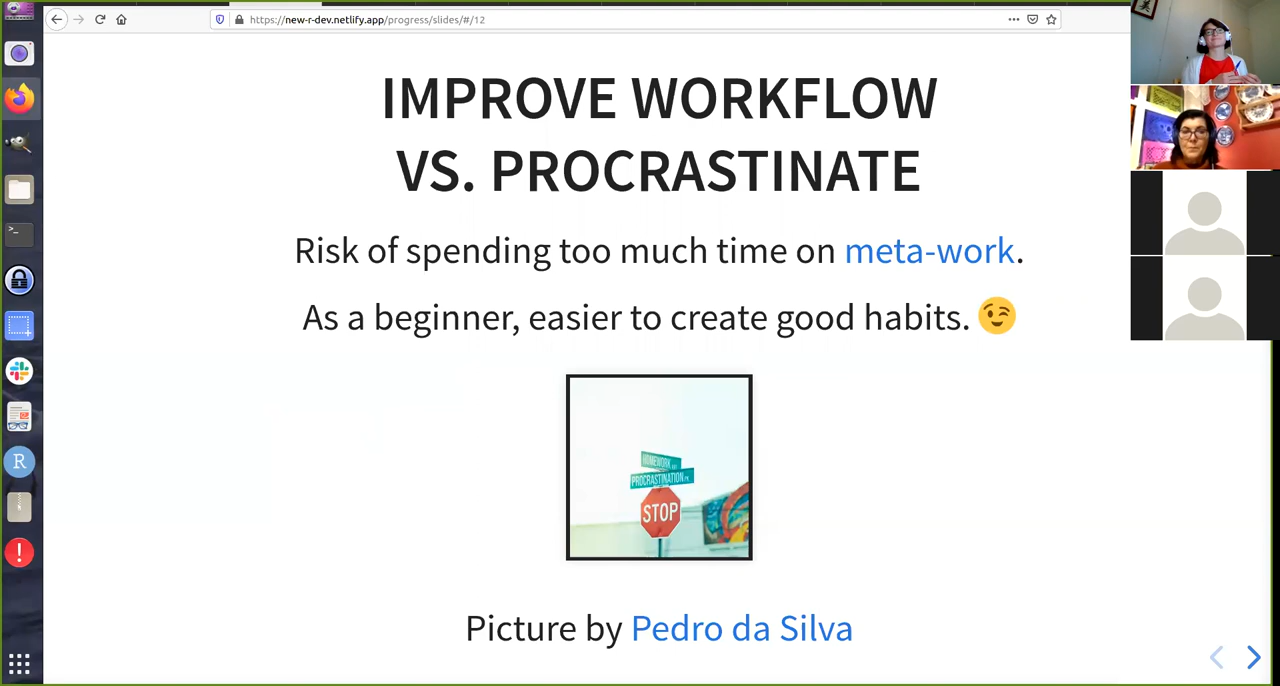 https://new-r-dev.netlify.app/progress/slides/#/12
IMPROVE WORKFLOW
VS. PROCRASTINATE
Risk of spending too much time on meta-work.
As a beginner, easier to create good habits. 😉
HOMEWORK
PROCRASTINATION
STOP
Picture by Pedro da Silva
R